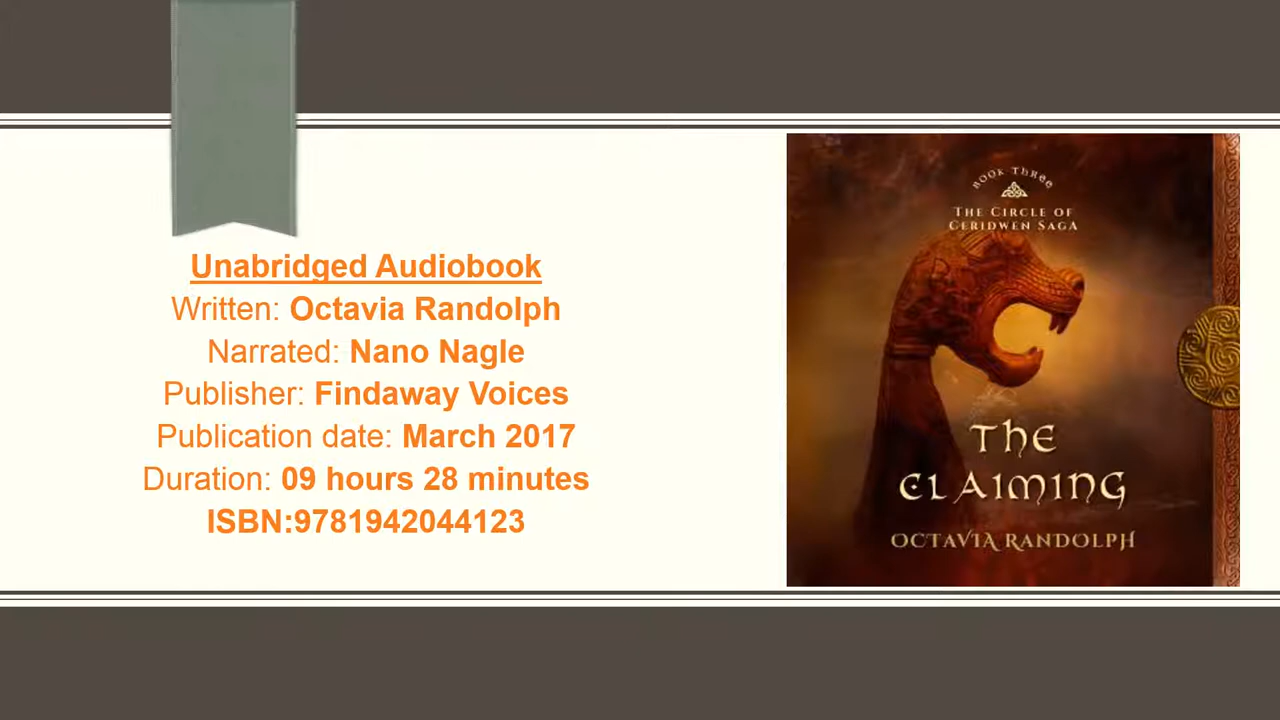 Unabridged Audiobook
Written: Octavia Randolph
Narrated: Nano Nagle
Publisher: Findaway Voices
Publication date: March 2017
Duration: 09 hours 28 minutes
ISBN:9781942044123
BOOK THREE
THE CIRCLE OF
CERIDWEN SAGA
THE
CLAIMING
OCTAVIA RANDOLPH